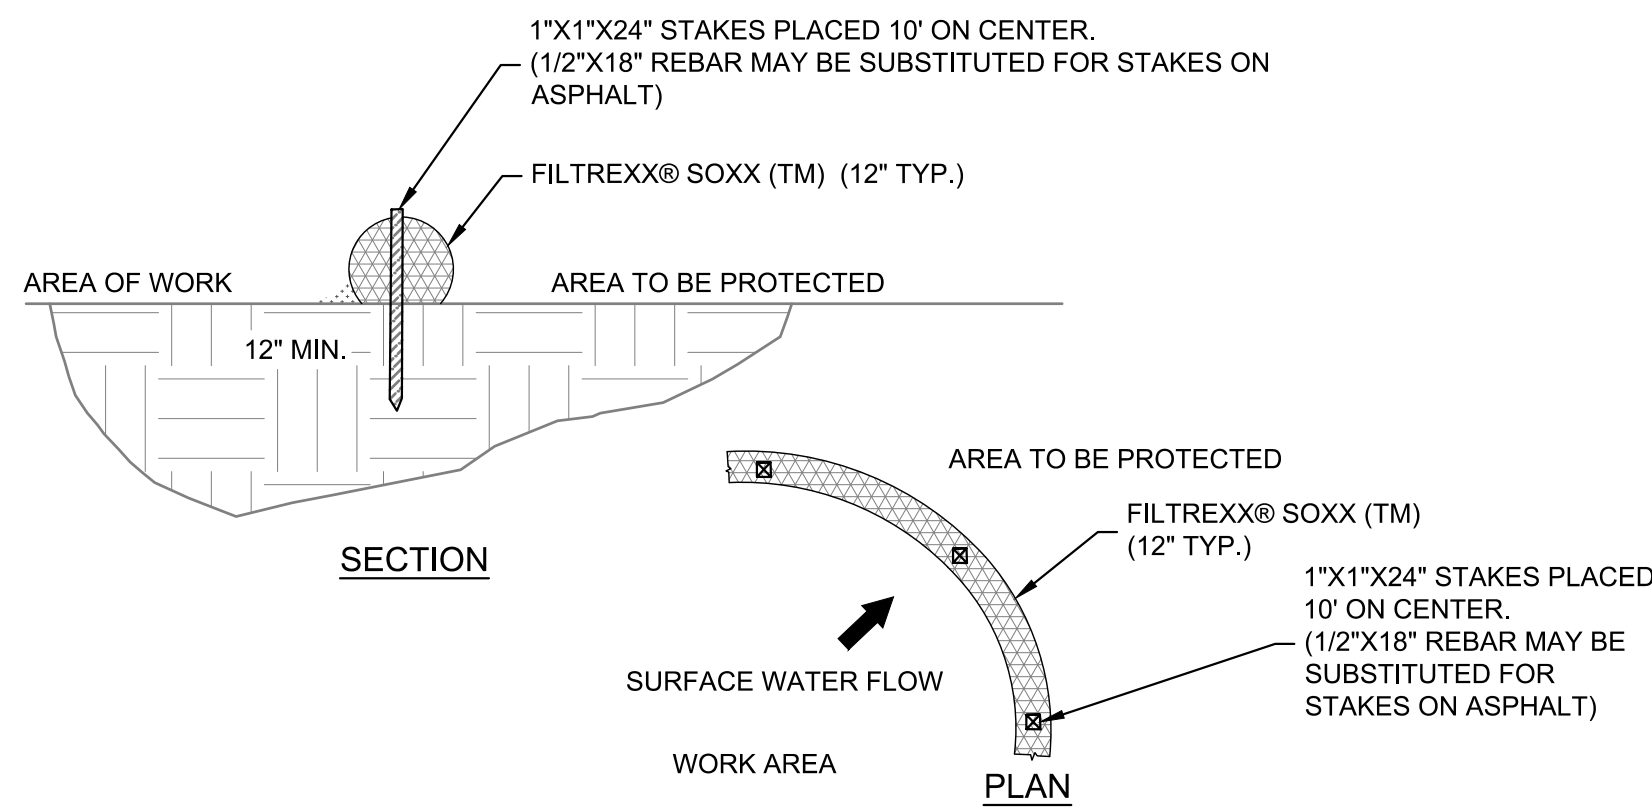 1"X1"X24" STAKES PLACED 10' ON CENTER.
(1/2"X18" REBAR MAY BE SUBSTITUTED FOR STAKES ON
ASPHALT)
FILTREXX® SOXX (TM) (12" TYP.)
AREA OF WORK
AREA TO BE PROTECTED
12" MIN.
SECTION
AREA TO BE PROTECTED
FILTREXX® SOXX (TM)
(12" TYP.)
1"X1"X24" STAKES PLACED
10' ON CENTER.
(1/2"X18" REBAR MAY BE
SUBSTITUTED FOR
STAKES ON ASPHALT)
SURFACE WATER FLOW
WORK AREA
PLAN